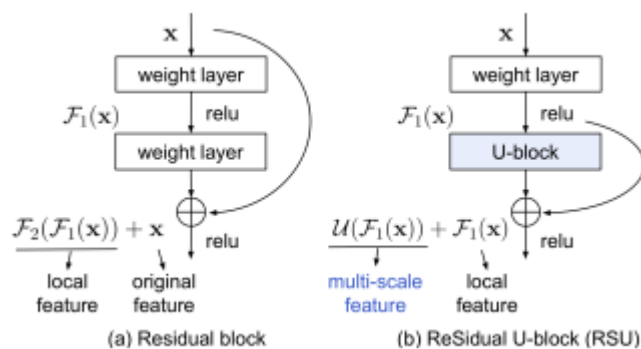 x
weight layer
relu
F₁(x)
weight layer
F₂(F₁(x)) + x
relu
local feature
original feature
(a) Residual block
x
weight layer
relu
F₁(x)
U-block
U(F₁(x)) + F₁(x)
relu
multi-scale feature
local feature
(b) ReSidual U-block (RSU)